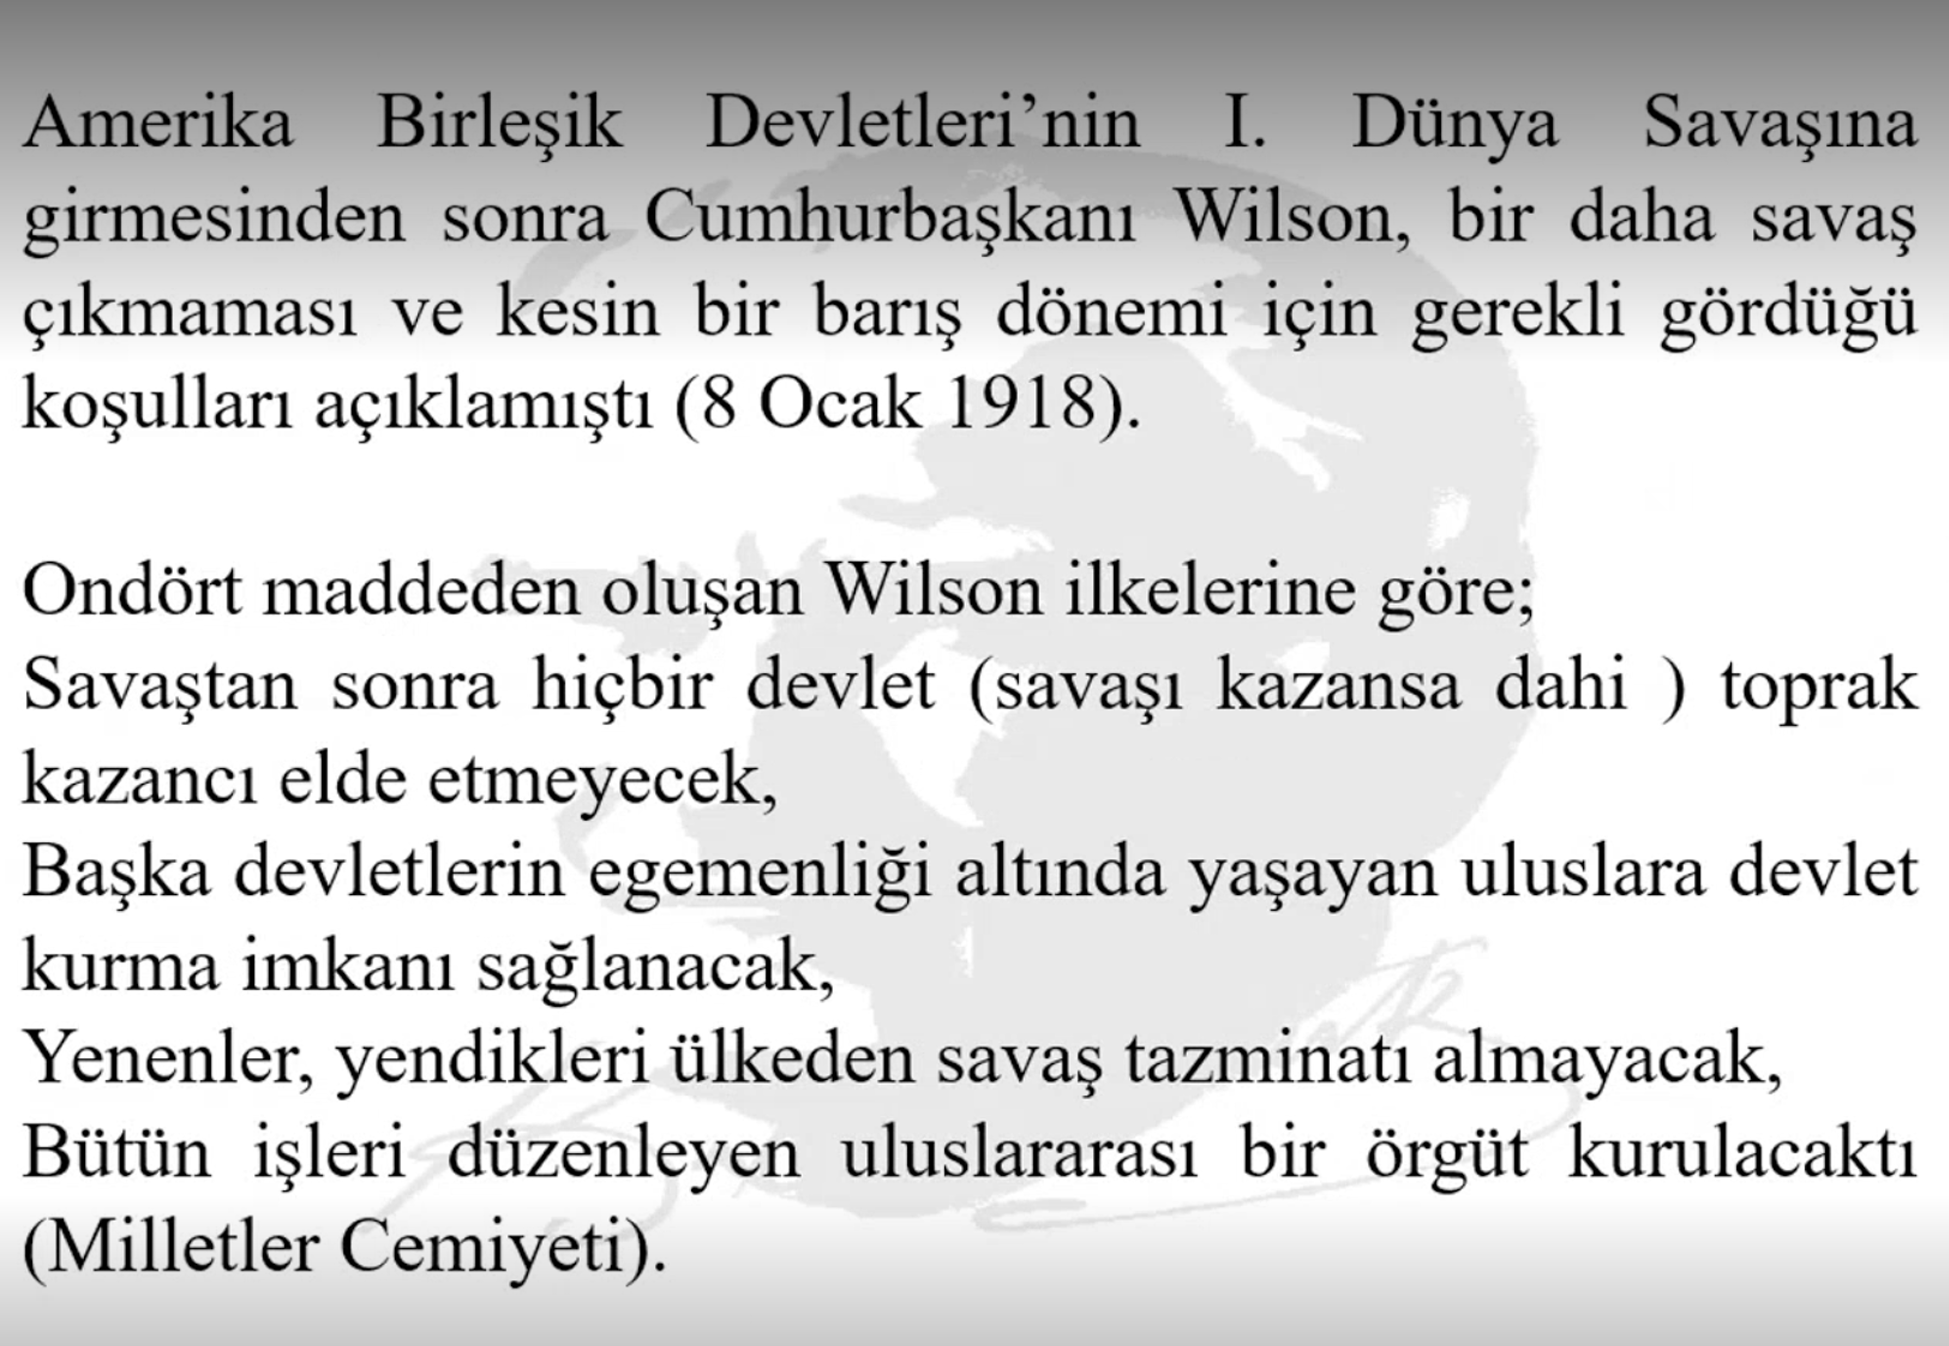 Amerika Birleşik Devletleri’nin I. Dünya Savaşına
girmesinden sonra Cumhurbaşkanı Wilson, bir daha savaş
çıkmaması ve kesin bir barış dönemi için gerekli gördüğü
koşulları açıklamıştı (8 Ocak 1918).
Ondört maddeden oluşan Wilson ilkelerine göre;
Savaştan sonra hiçbir devlet (savaşı kazansa dahi ) toprak
kazancı elde etmeyecek,
Başka devletlerin egemenliği altında yaşayan uluslara devlet
kurma imkanı sağlanacak,
Yenenler, yendikleri ülkeden savaş tazminatı almayacak,
Bütün işleri düzenleyen uluslararası bir örgüt kurulacaktı
(Milletler Cemiyeti).